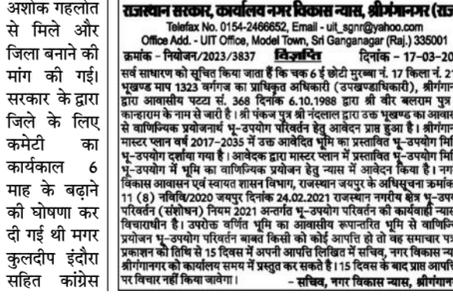 अशोक गहलोत
से मिले और
जिला बनाने की
मांग की गई।
सरकार के द्वारा
जिले के लिए
कमेटी का
कार्यकाल 6
माह के बढ़ाने
की घोषणा कर
दी गई थी मगर
कुलदीप इंदौरा
सहित कांग्रेस
राजस्थान सरकार, कार्यालय नगर विकास न्यास, श्रीगंगानगर (राज
Telefax No. 0154-2466652, Email - uit_sgnr@yahoo.com
Office Add. - UIT Office, Model Town, Sri Ganganagar (Raj.) 335001
क्रमांक - नियोजन/2023/3837 दिनांक - 17-03-20
विज्ञप्ति
सर्व साधारण को सूचित किया जाता है कि चक 6 ई छोटी मुरब्बा नं. 17 किला नं. 21
भूखण्ड माप 1323 वर्गगज का प्राधिकृत अधिकारी (उपखण्डाधिकारी), श्रीगंगान
द्वारा आवासीय पटटा सं. 368 दिनांक 6.10.1988 द्वारा श्री वीर बलराम पुत्र
कान्हाराम के नाम से जारी है। श्री पंकज पुत्र श्री नंदलाल द्वारा उक्त भूखण्ड का आवासी
से वाणिज्यिक प्रयोजनार्थ भू-उपयोग परिवर्तन हेतु आवेदन प्राप्त हुआ है। श्रीगंगान
मास्टर प्लान वर्ष 2017-2035 में उक्त आवेदित भूमि का प्रस्तावित भू-उपयोग मिश्रि
भू-उपयोग दर्शाया गया है। आवेदक द्वारा मास्टर प्लान में प्रस्तावित भू-उपयोग मिश्रि
भू-उपयोग में भूमि का वाणिज्यिक प्रयोजन हेतु न्यास में आवेदन किया है। नग
विकास आवासन एवं स्वायत शासन विभाग, राजस्थान जयपुर के अधिसूचना क्रमांक
11 (8) नविवि/2020 जयपुर दिनांक 24.02.2021 राजस्थान नगरीय क्षेत्र भू-उप
परिवर्तन (संशोधन) नियम 2021 अन्तर्गत भू-उपयोग परिवर्तन की कार्यवाही न्यास
विचाराधीन है। उपरोक्त वर्णित भूमि का आवासीय रूपान्तरित भूमि से वाणिज्यि
प्रयोजन भू-उपयोग परिवर्तन बाबत किसी को कोई आपत्ति हो तो वह समाचार पत्र
प्रकाशन की तिथि से 15 दिवस में अपनी आपत्ति लिखित में सचिव, नगर विकास न्यास
श्रीगंगानगर को कार्यालय समय में प्रस्तुत कर सकते है। 15 दिवस के बाद प्राप्त आपत्ति
पर विचार नहीं किया जावेगा।
- सचिव, नगर विकास न्यास, श्रीगंगान